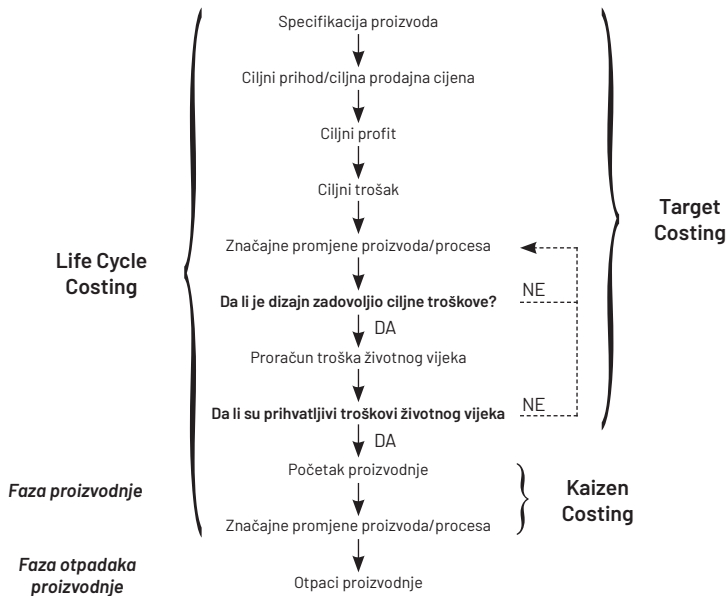 Specifikacija proizvoda
Ciljni prihod/ciljna prodajna cijena
Ciljni profit
Ciljni trošak
Značajne promjene proizvoda/procesa
Da li je dizajn zadovoljio ciljne troškove?
NE
DA
Proračun troška životnog vijeka
Da li su prihvatljivi troškovi životnog vijeka
NE
DA
Početak proizvodnje
Značajne promjene proizvoda/procesa
Otpaci proizvodnje
Life Cycle
Costing
Target
Costing
Kaizen
Costing
Faza proizvodnje
Faza otpadaka
proizvodnje